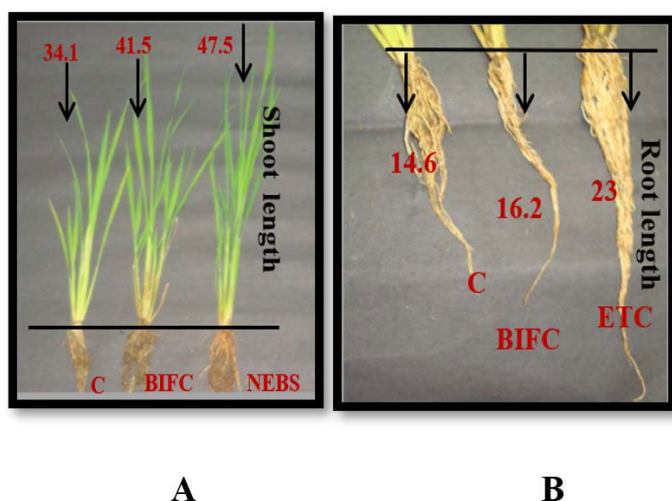 34.1
41.5
47.5
Shoot length
C
BIFC
NEBS
A
14.6
16.2
23
Root length
C
BIFC
ETC
B